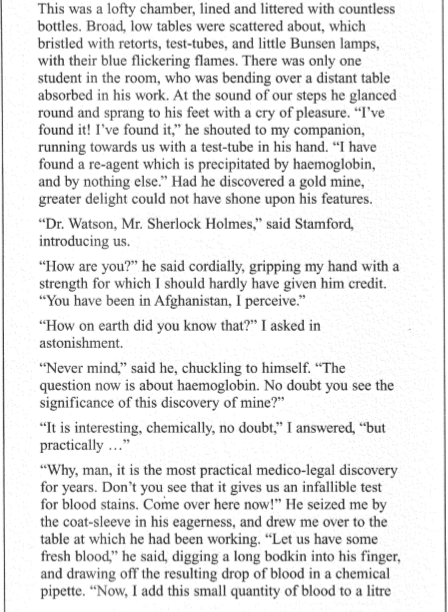 This was a lofty chamber, lined and littered with countless
bottles. Broad, low tables were scattered about, which
bristled with retorts, test-tubes, and little Bunsen lamps,
with their blue flickering flames. There was only one
student in the room, who was bending over a distant table
absorbed in his work. At the sound of our steps he glanced
round and sprang to his feet with a cry of pleasure. “I’ve
found it! I’ve found it,” he shouted to my companion,
running towards us with a test-tube in his hand. “I have
found a re-agent which is precipitated by haemoglobin,
and by nothing else.” Had he discovered a gold mine,
greater delight could not have shone upon his features.
“Dr. Watson, Mr. Sherlock Holmes,” said Stamford,
introducing us.
“How are you?” he said cordially, gripping my hand with a
strength for which I should hardly have given him credit.
“You have been in Afghanistan, I perceive.”
“How on earth did you know that?” I asked in
astonishment.
“Never mind,” said he, chuckling to himself. “The
question now is about haemoglobin. No doubt you see the
significance of this discovery of mine?”
“It is interesting, chemically, no doubt,” I answered, “but
practically …”
“Why, man, it is the most practical medico-legal discovery
for years. Don’t you see that it gives us an infallible test
for blood stains. Come over here now!” He seized me by
the coat-sleeve in his eagerness, and drew me over to the
table at which he had been working. “Let us have some
fresh blood,” he said, digging a long bodkin into his finger,
and drawing off the resulting drop of blood in a chemical
pipette. “Now, I add this small quantity of blood to a litre